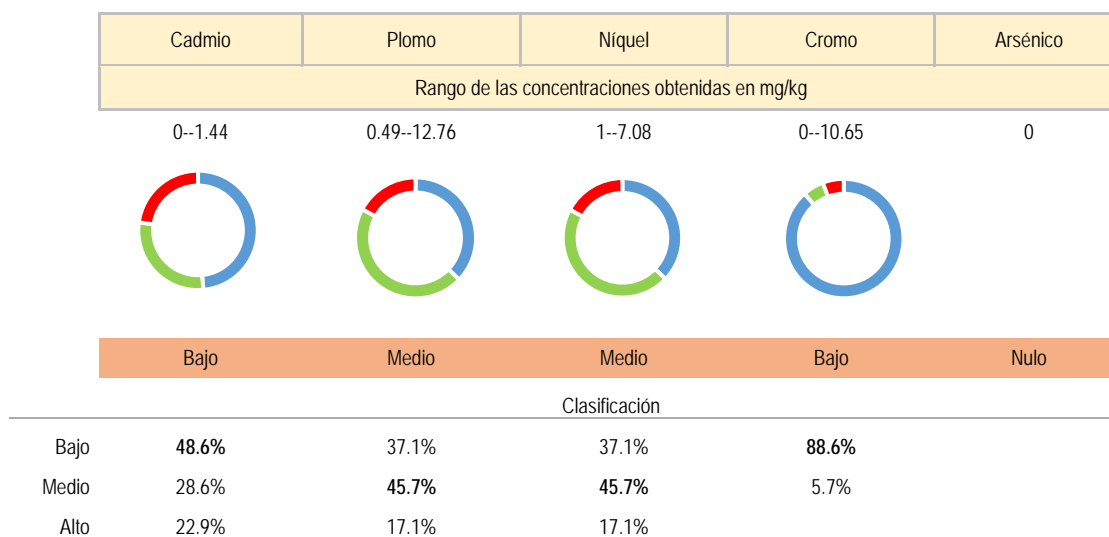 Cadmio Plomo Níquel Cromo Arsénico
Rango de las concentraciones obtenidas en mg/kg
0--1.44 0.49--12.76 1--7.08 0--10.65 0
Bajo Medio Medio Bajo Nulo
Clasificación
Bajo 48.6% 37.1% 37.1% 88.6%
Medio 28.6% 45.7% 45.7% 5.7%
Alto 22.9% 17.1% 17.1%